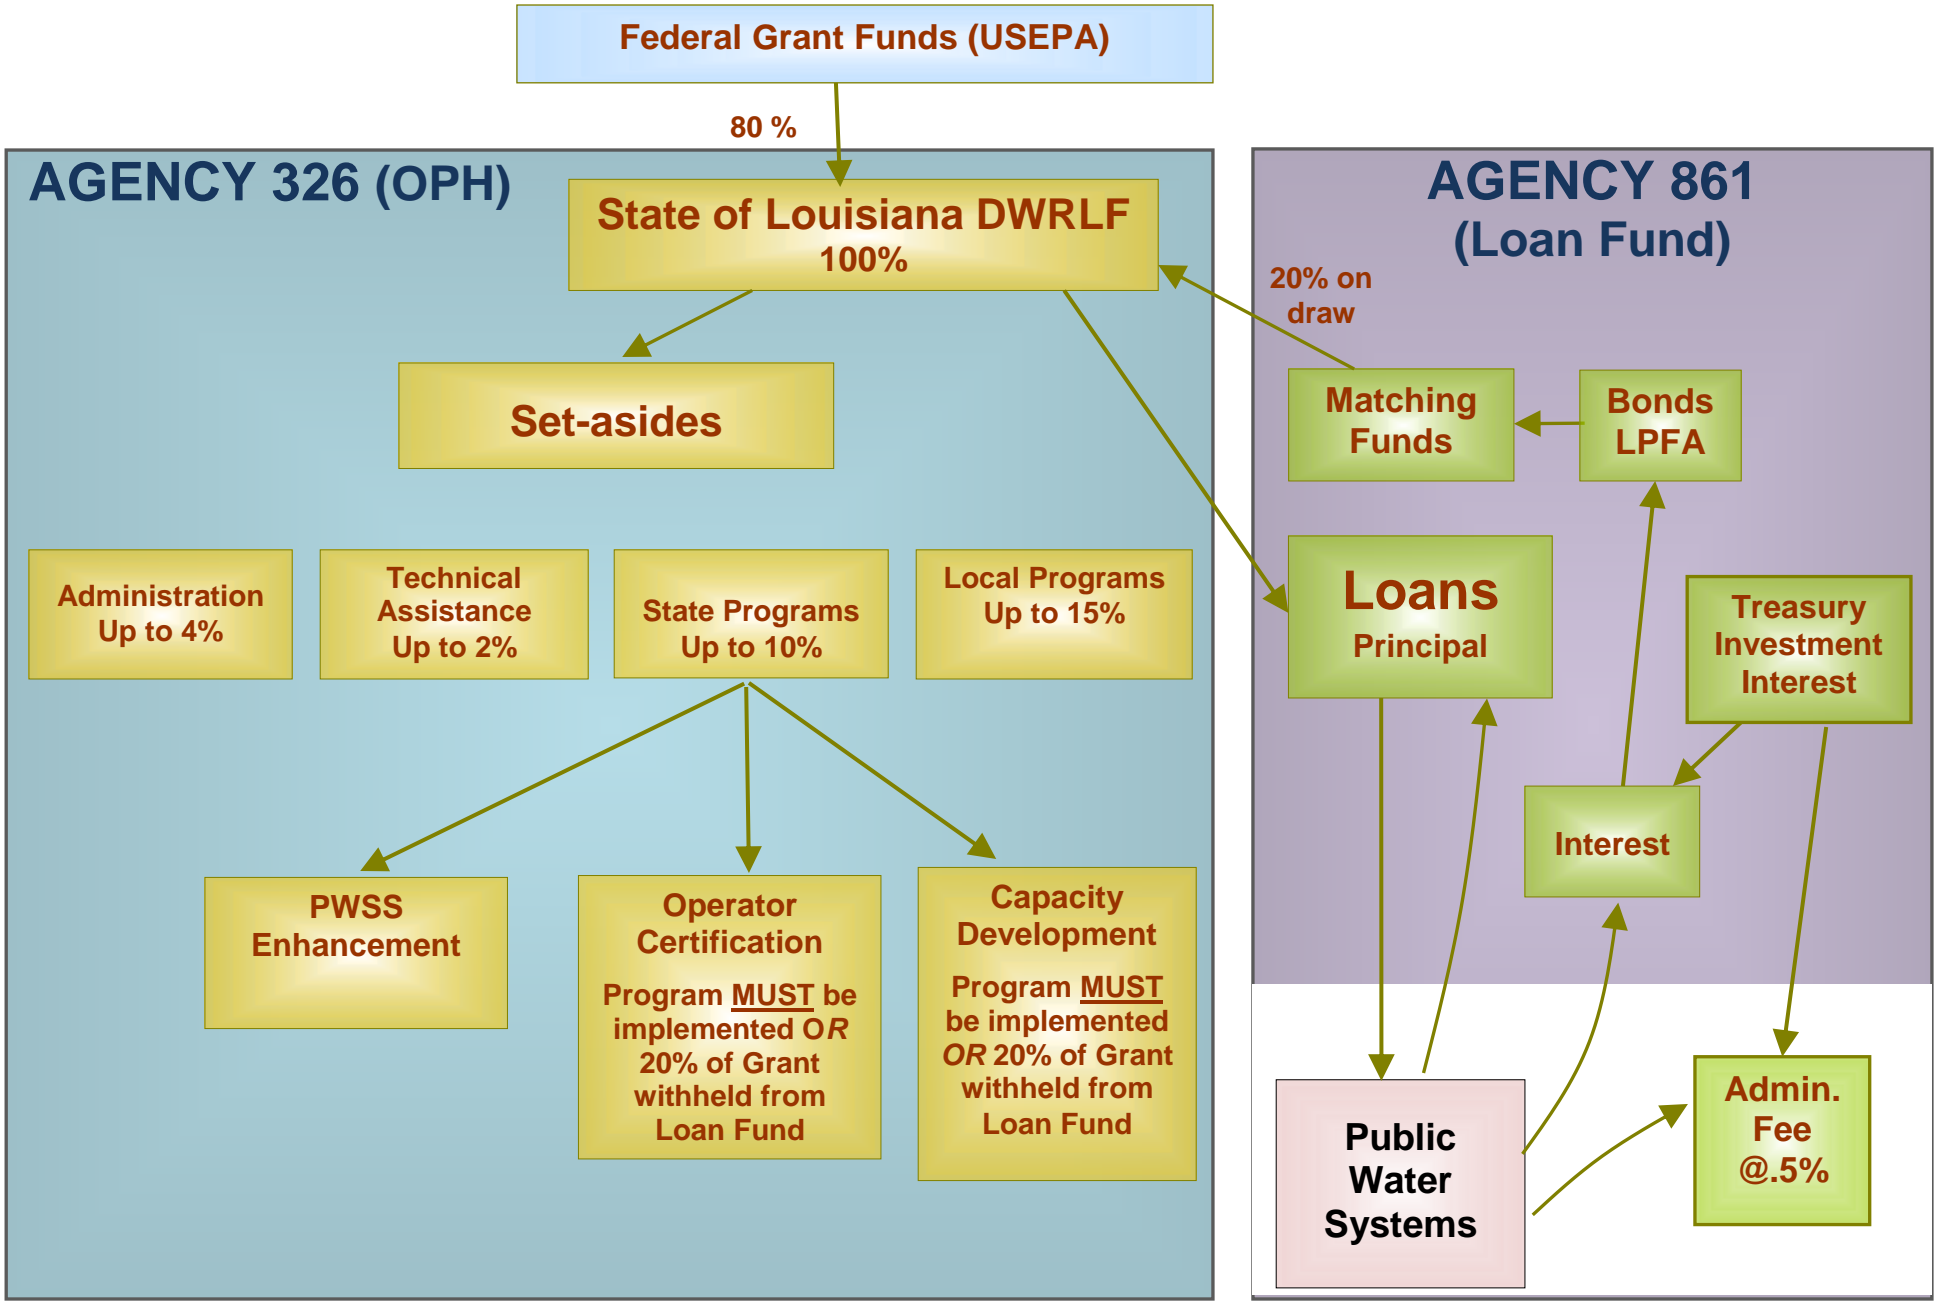 Federal Grant Funds (USEPA)
80 %
AGENCY 326 (OPH)
State of Louisiana DWRLF
100%
Set-asides
Administration
Up to 4%
Technical
Assistance
Up to 2%
State Programs
Up to 10%
Local Programs
Up to 15%
PWSS
Enhancement
Operator
Certification
Program MUST be
implemented OR
20% of Grant
withheld from
Loan Fund
Capacity
Development
Program MUST
be implemented
OR 20% of Grant
withheld from
Loan Fund
AGENCY 861
(Loan Fund)
20% on
draw
Matching
Funds
Bonds
LPFA
Loans
Principal
Treasury
Investment
Interest
Interest
Public
Water
Systems
Admin.
Fee
@.5%